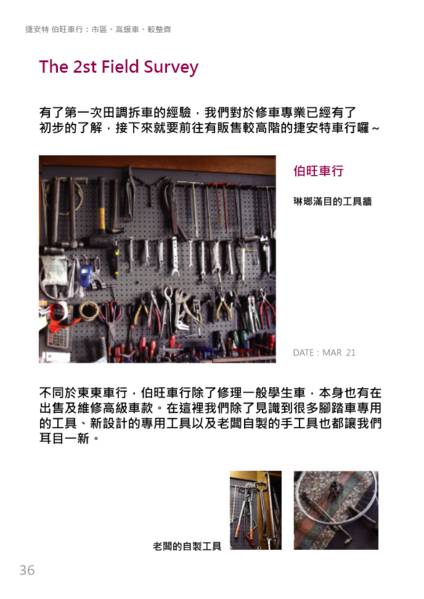 捷安特 伯旺車行：市區、高級車、較整齊
The 2st Field Survey
有了第一次田調拆車的經驗，我們對於修車專業已經有了
初步的了解，接下來就要前往有販售較高階的捷安特車行囉～
伯旺車行
琳瑯滿目的工具牆
DATE：MAR .21
不同於東東車行，伯旺車行除了修理一般學生車，本身也有在
出售及維修高級車款。在這裡我們除了見識到很多腳踏車專用
的工具、新設計的專用工具以及老闆自製的手工具也都讓我們
耳目一新。
老闆的自製工具
36